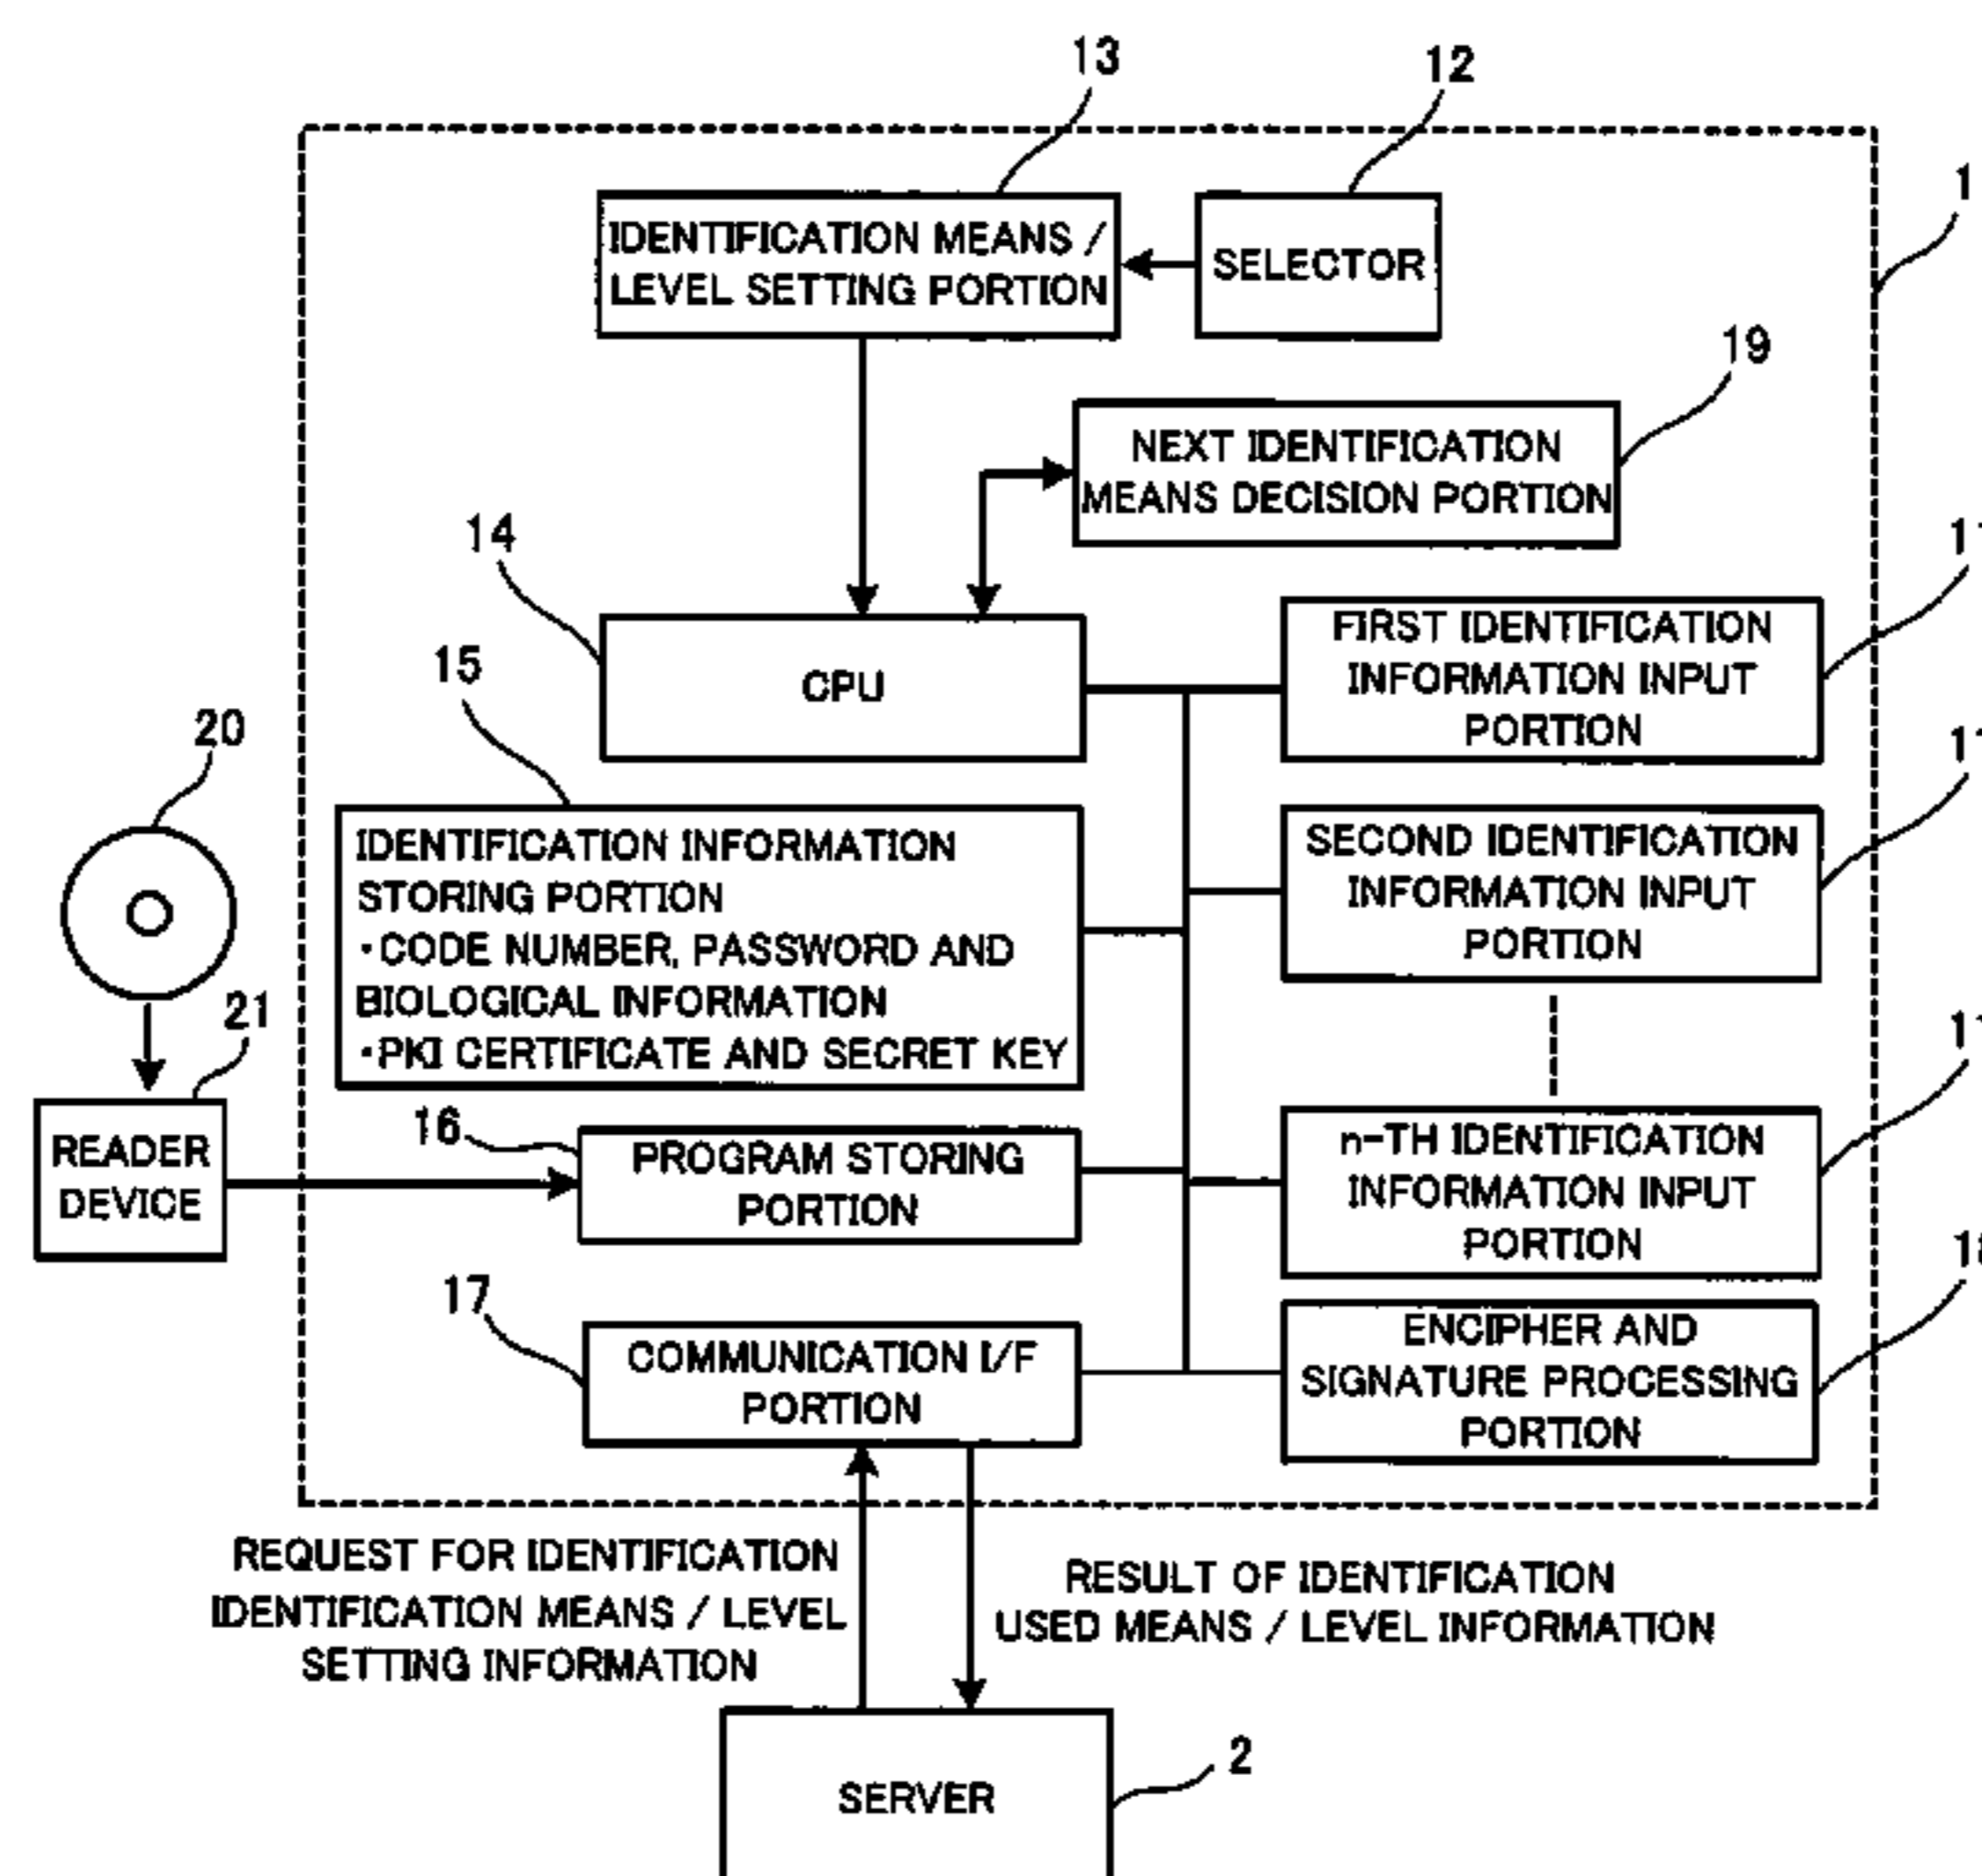 13
12
1
IDENTIFICATION MEANS /
LEVEL SETTING PORTION
SELECTOR
19
NEXT IDENTIFICATION
MEANS DECISION PORTION
14
CPU
FIRST IDENTIFICATION
INFORMATION INPUT
PORTION
15
20
IDENTIFICATION INFORMATION
STORING PORTION
・CODE NUMBER, PASSWORD AND
BIOLOGICAL INFORMATION
・PKI CERTIFICATE AND SECRET KEY
SECOND IDENTIFICATION
INFORMATION INPUT
PORTION
21
READER
DEVICE
16
PROGRAM STORING
PORTION
n-TH IDENTIFICATION
INFORMATION INPUT
PORTION
17
COMMUNICATION I/F
PORTION
ENCIPHER AND
SIGNATURE PROCESSING
PORTION
REQUEST FOR IDENTIFICATION
IDENTIFICATION MEANS / LEVEL
SETTING INFORMATION
RESULT OF IDENTIFICATION
USED MEANS / LEVEL INFORMATION
SERVER
2